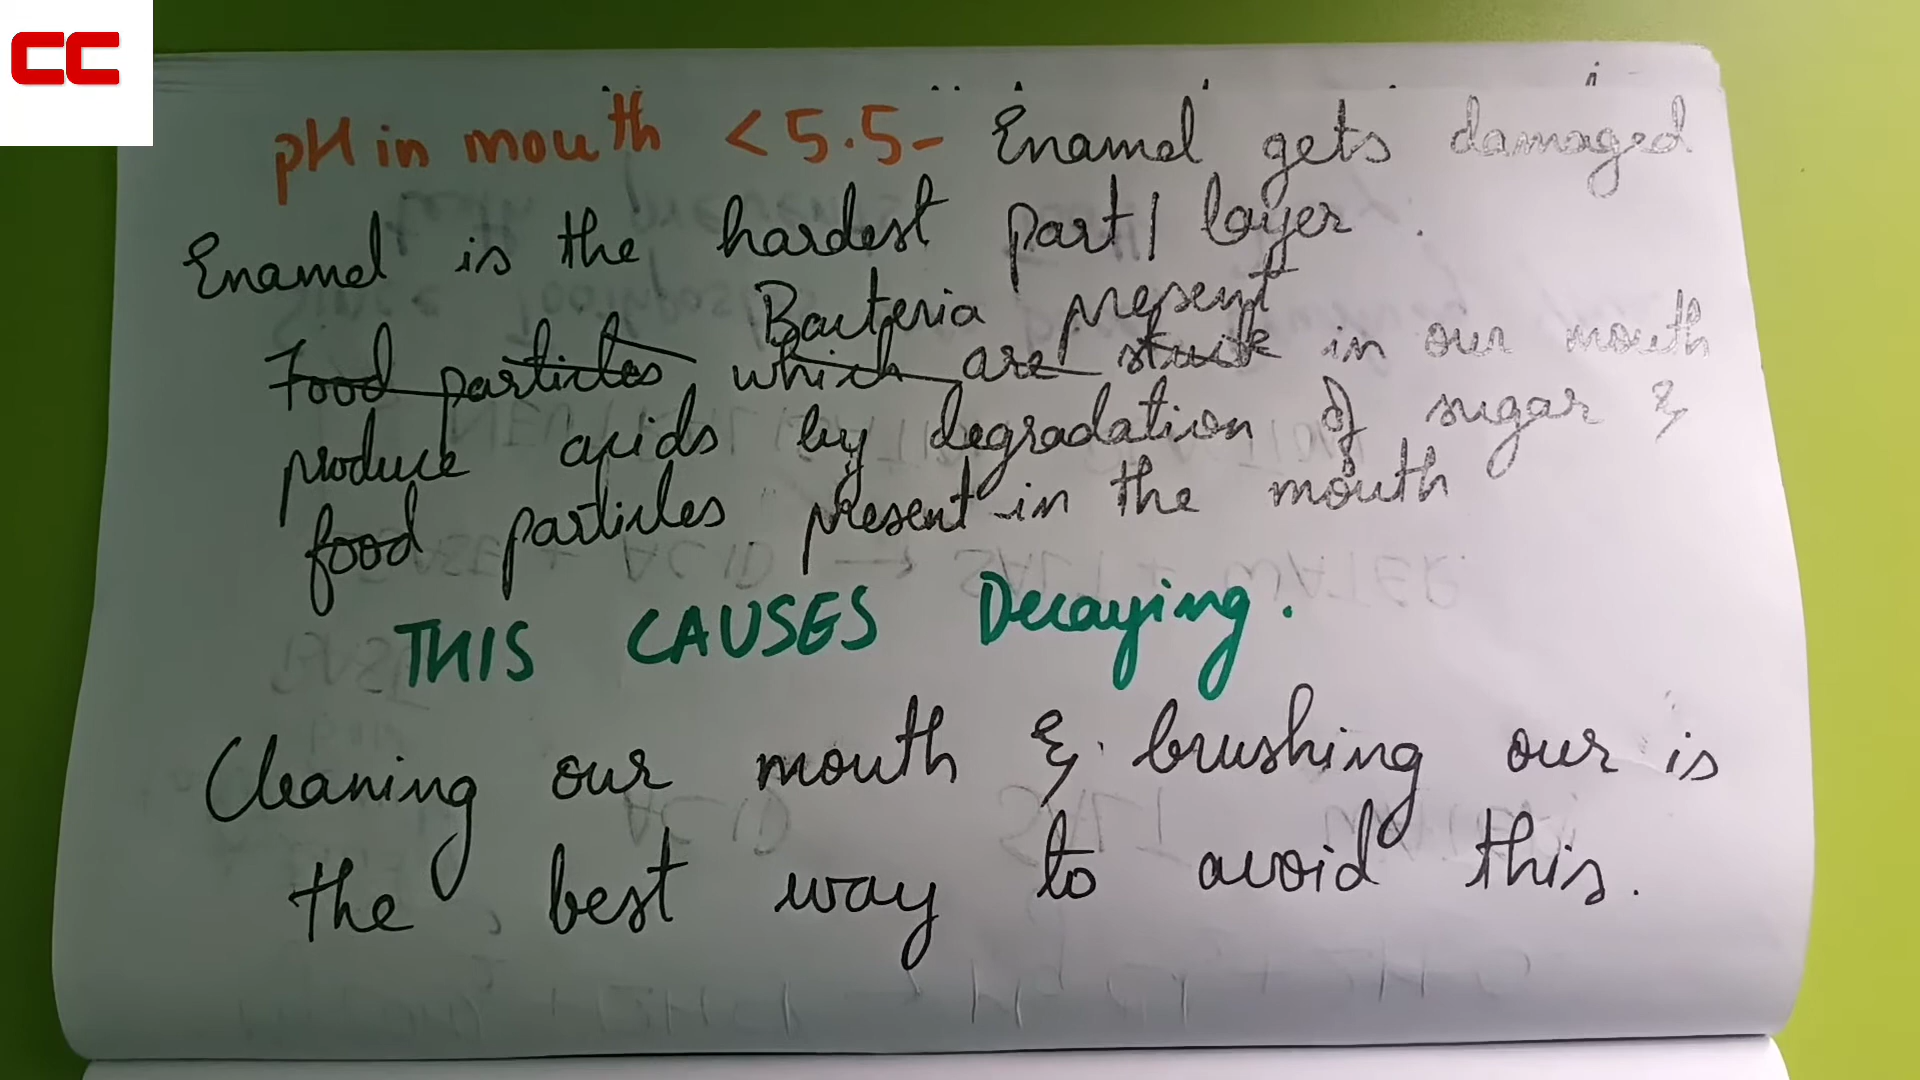 CC
pH in mouth < 5.5 - Enamel gets damaged
Enamel is the hardest part/ layer.
Bacteria present
Food particles which are stuck in our mouth
produce acids by degradation of sugar &
food particles present in the mouth
THIS CAUSES Decaying.
Cleaning our mouth & brushing our is
the best way to avoid this.